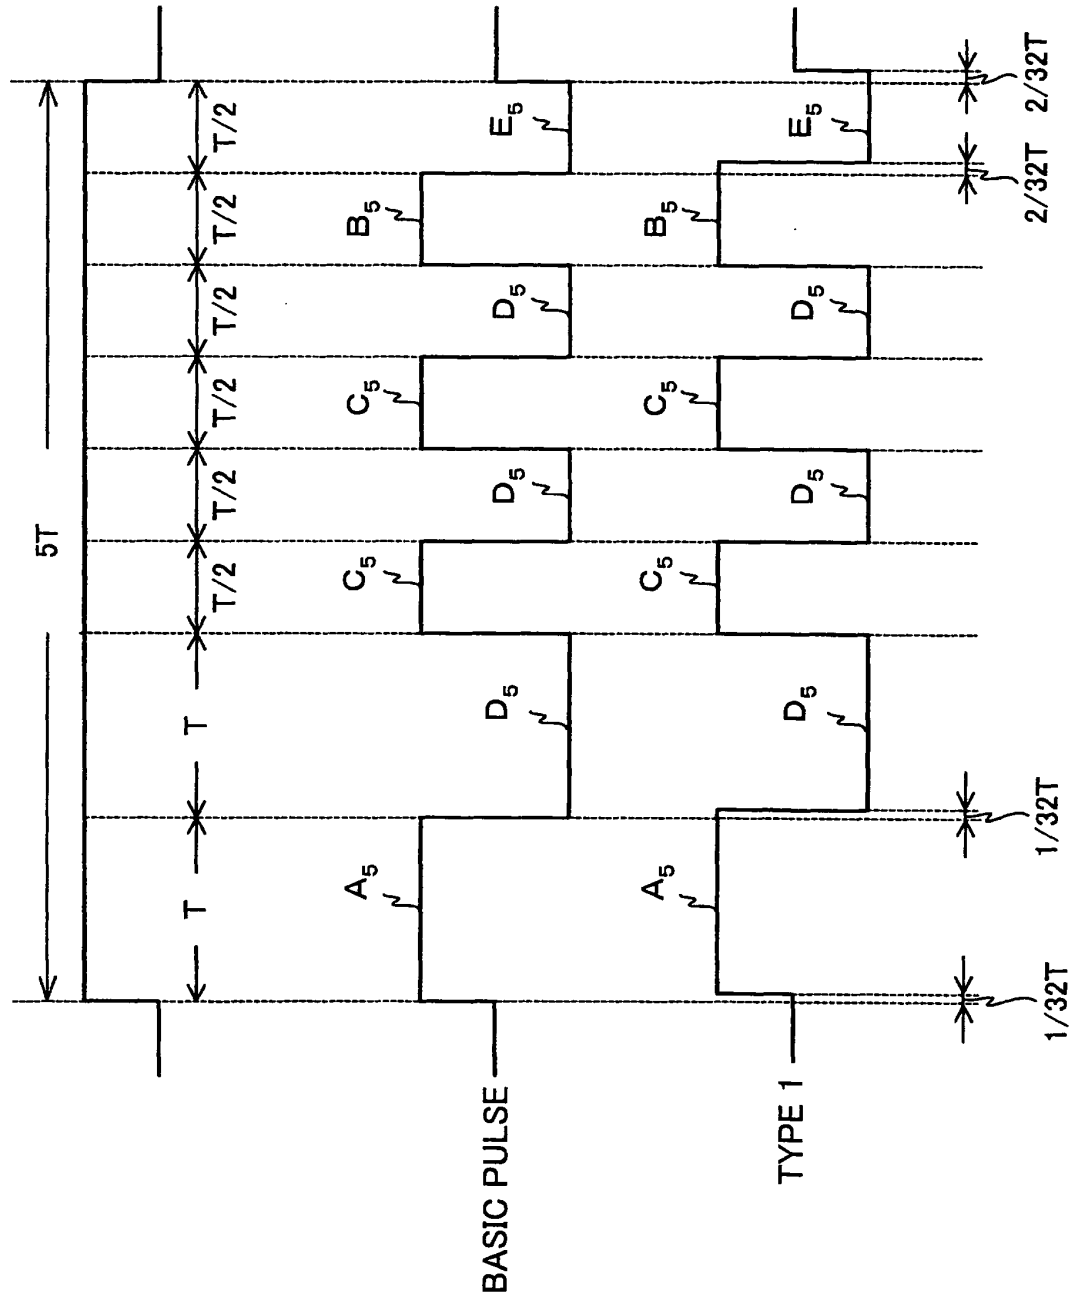 5T
T T T/2 T/2 T/2 T/2 T/2 T/2
BASIC PULSE
A5 D5 C5 D5 C5 D5 B5 E5
TYPE 1
A5 D5 C5 D5 C5 D5 B5 E5
1/32T 1/32T 2/32T 2/32T